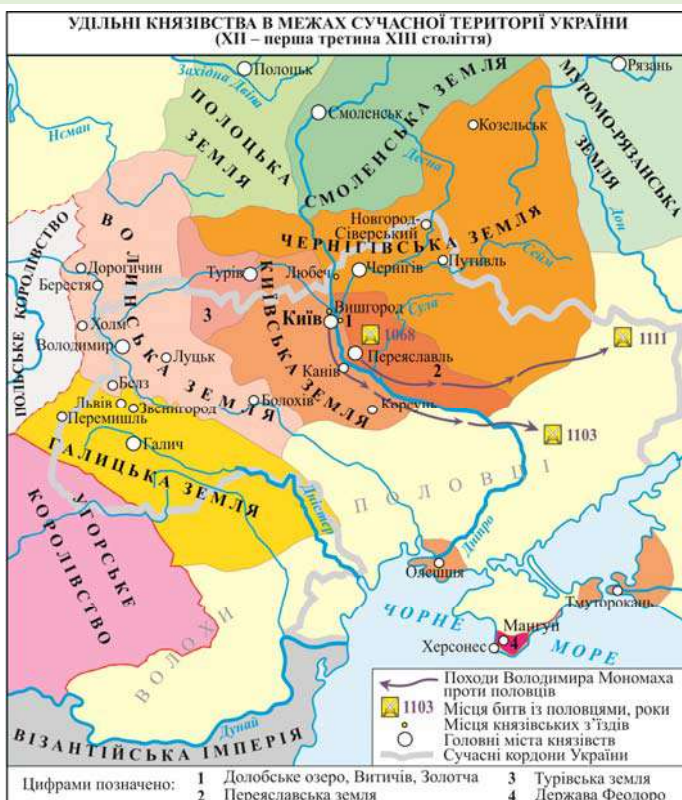 УДІЛЬНІ КНЯЗІВСТВА В МЕЖАХ СУЧАСНОЇ ТЕРИТОРІЇ УКРАЇНИ
(XII – перша третина XIII століття)
Західна Двіна
Полоцьк
Рязань
Смоленськ
Козельськ
Неман
Десна
ПОЛОЦЬКА ЗЕМЛЯ
СМОЛЕНСЬКА ЗЕМЛЯ
МУРОМО-РЯЗАНСЬКА ЗЕМЛЯ
Дон
Новгород-
Сіверський
ЧЕРНІГІВСЬКА ЗЕМЛЯ
Сейм
ПОЛЬСЬКЕ КОРОЛІВСТВО
ВОЛИНСЬКА ЗЕМЛЯ
Дорогичин
Берестя
Турів
Любеч
Чернігів
Путивль
3
КИЇВСЬКА ЗЕМЛЯ
Вишгород
Сула
Холм
Київ
1
1068
1111
Володимир
Луцьк
Переяславль
2
Канів
Белз
Львів
Звенигород
Болохів
Корсунь
Перемишль
1103
Галич
ГАЛИЦЬКА ЗЕМЛЯ
ПОЛОВЦІ
Дністер
Дніпро
УГОРСЬКЕ
КОРОЛІВСТВО
Олешшя
Тмуторокань
ВОЛОХИ
ЧОРНЕ МОРЕ
Мангуп
4
Херсонес
Дунай
ВІЗАНТІЙСЬКА ІМПЕРІЯ
Походи Володимира Мономаха
проти половців
1103 Місця битв із половцями, роки
Місця князівських з’їздів
Головні міста князівств
Сучасні кордони України
Цифрами позначено:
1 Долобське озеро, Витичів, Золотча
2 Переяславська земля
3 Турівська земля
4 Держава Феодоро